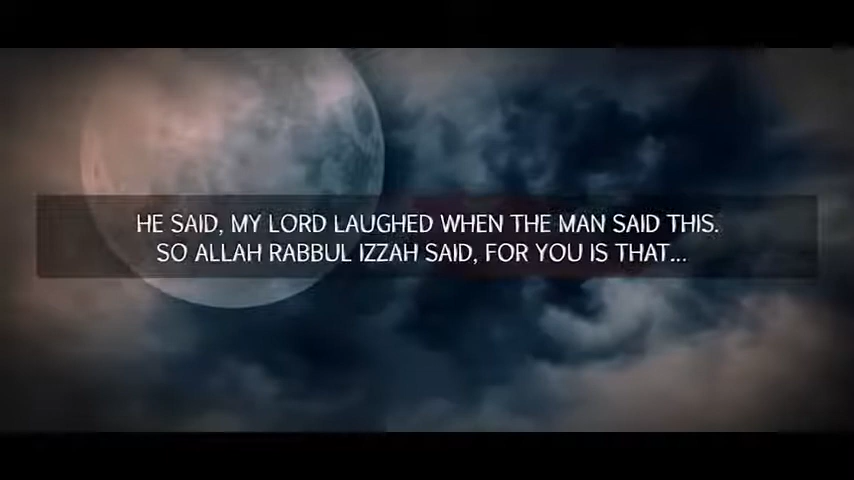 HE SAID, MY LORD LAUGHED WHEN THE MAN SAID THIS.
SO ALLAH RABBUL IZZAH SAID, FOR YOU IS THAT...